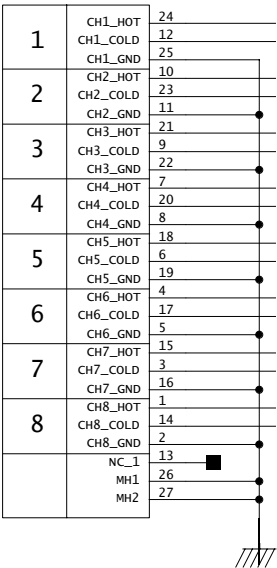 CH1_HOT 24
1 CH1_COLD 12
CH1_GND 25
CH2_HOT 10
2 CH2_COLD 23
CH2_GND 11
CH3_HOT 21
3 CH3_COLD 9
CH3_GND 22
CH4_HOT 7
4 CH4_COLD 20
CH4_GND 8
CH5_HOT 18
5 CH5_COLD 6
CH5_GND 19
CH6_HOT 4
6 CH6_COLD 17
CH6_GND 5
CH7_HOT 15
7 CH7_COLD 3
CH7_GND 16
CH8_HOT 1
8 CH8_COLD 14
CH8_GND 2
NC_1 13
MH1 26
MH2 27